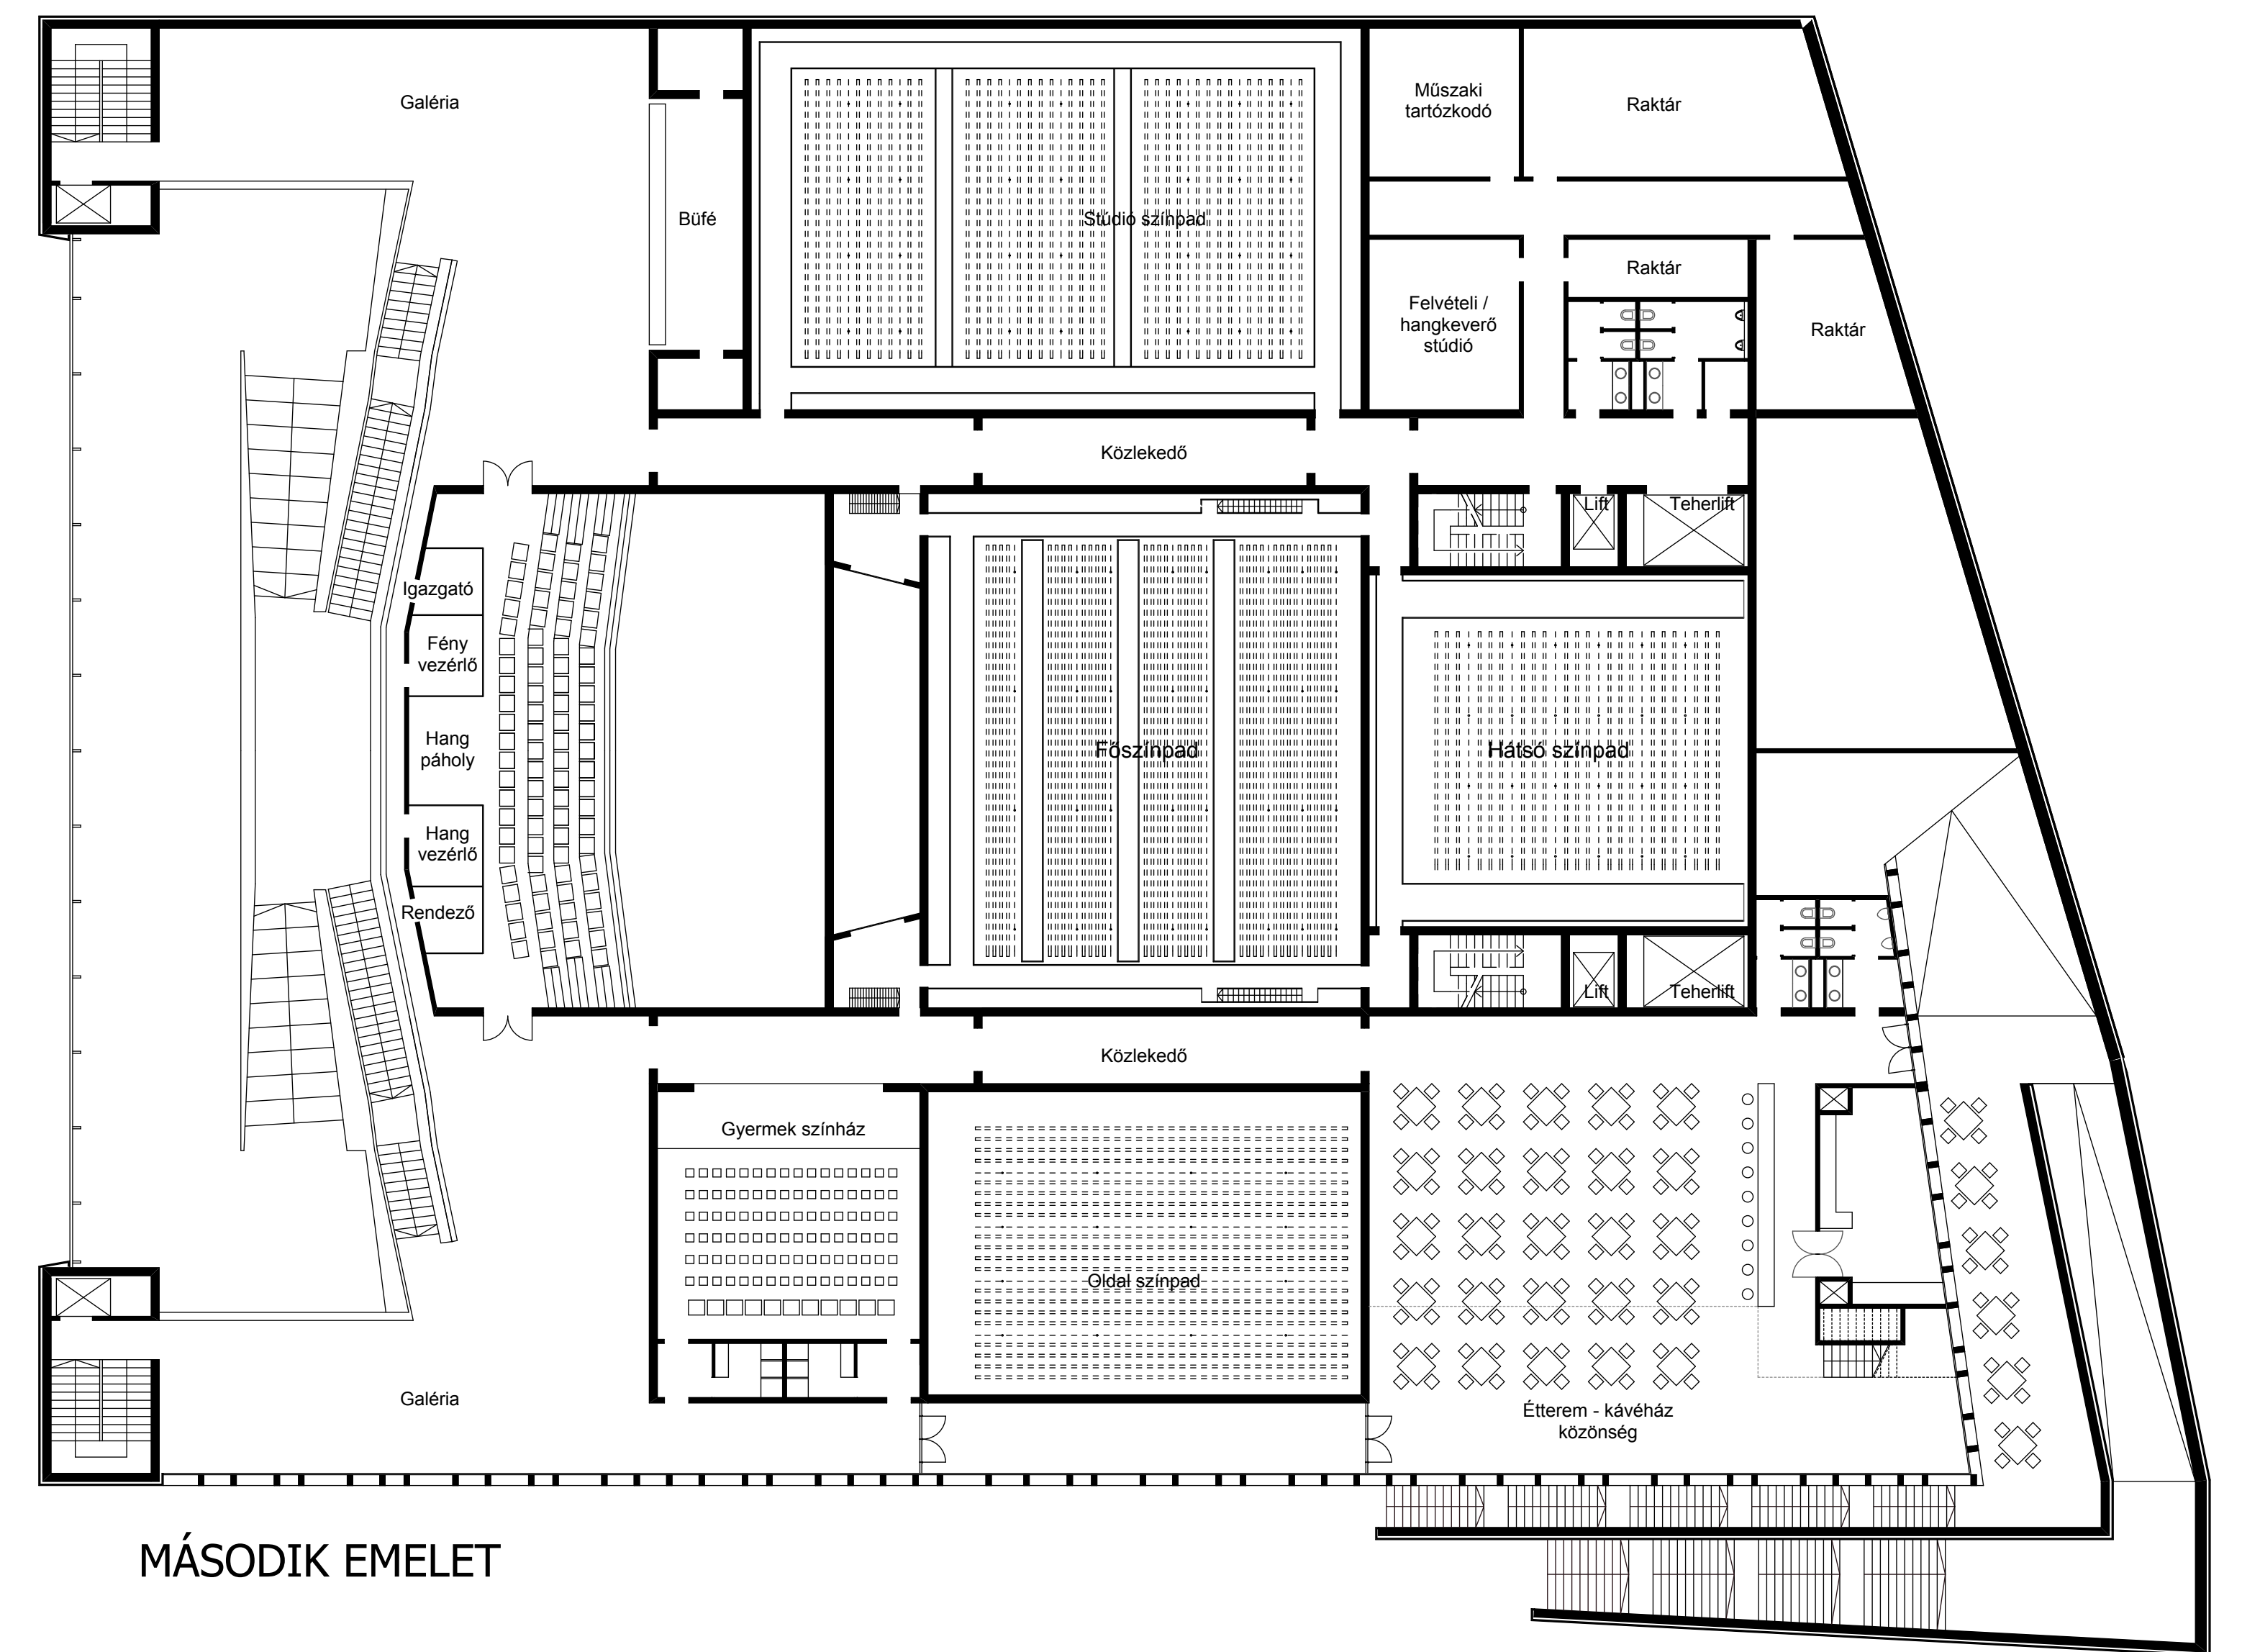 Galéria
Műszaki
tartózkodó
Raktár
Büfé
Stúdió színpad
Raktár
Felvételi /
hangkeverő
stúdió
Raktár
Közlekedő
Lift
Teherlift
Igazgató
Fény
vezérlő
Hang
páholy
Főszínpad
Hátsó színpad
Hang
vezérlő
Rendező
Lift
Teherlift
Közlekedő
Gyermek színház
Oldal színpad
Galéria
Étterem - kávéház
közönség
MÁSODIK EMELET